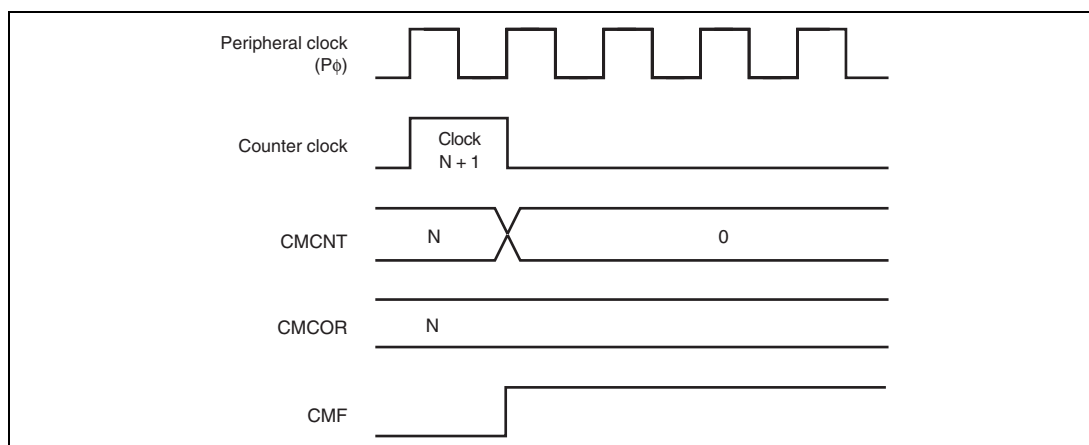 Peripheral clock
(Pϕ)
Counter clock
Clock
N + 1
CMCNT
N
0
CMCOR
N
CMF